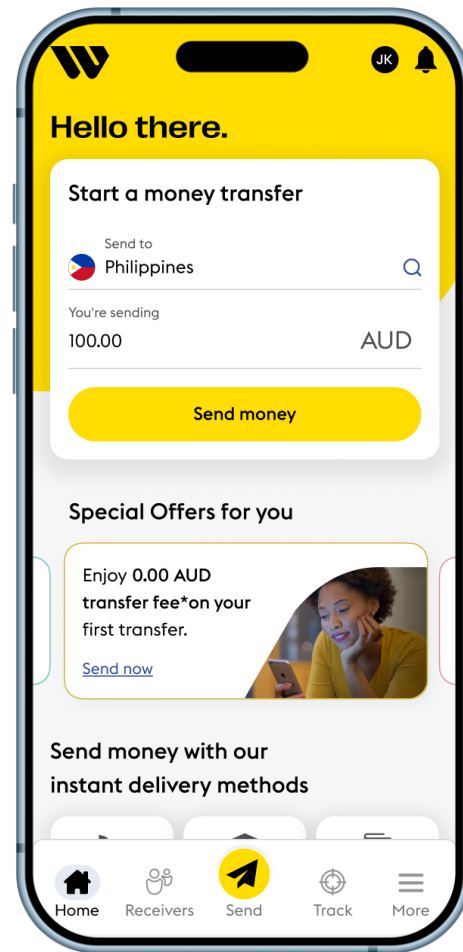 JK
Hello there.
Start a money transfer
Send to
Philippines
You're sending
100.00
AUD
Send money
Special Offers for you
Enjoy 0.00 AUD
transfer fee*on your
first transfer.
Send now
Send money with our
instant delivery methods
Home
Receivers
Send
Track
More